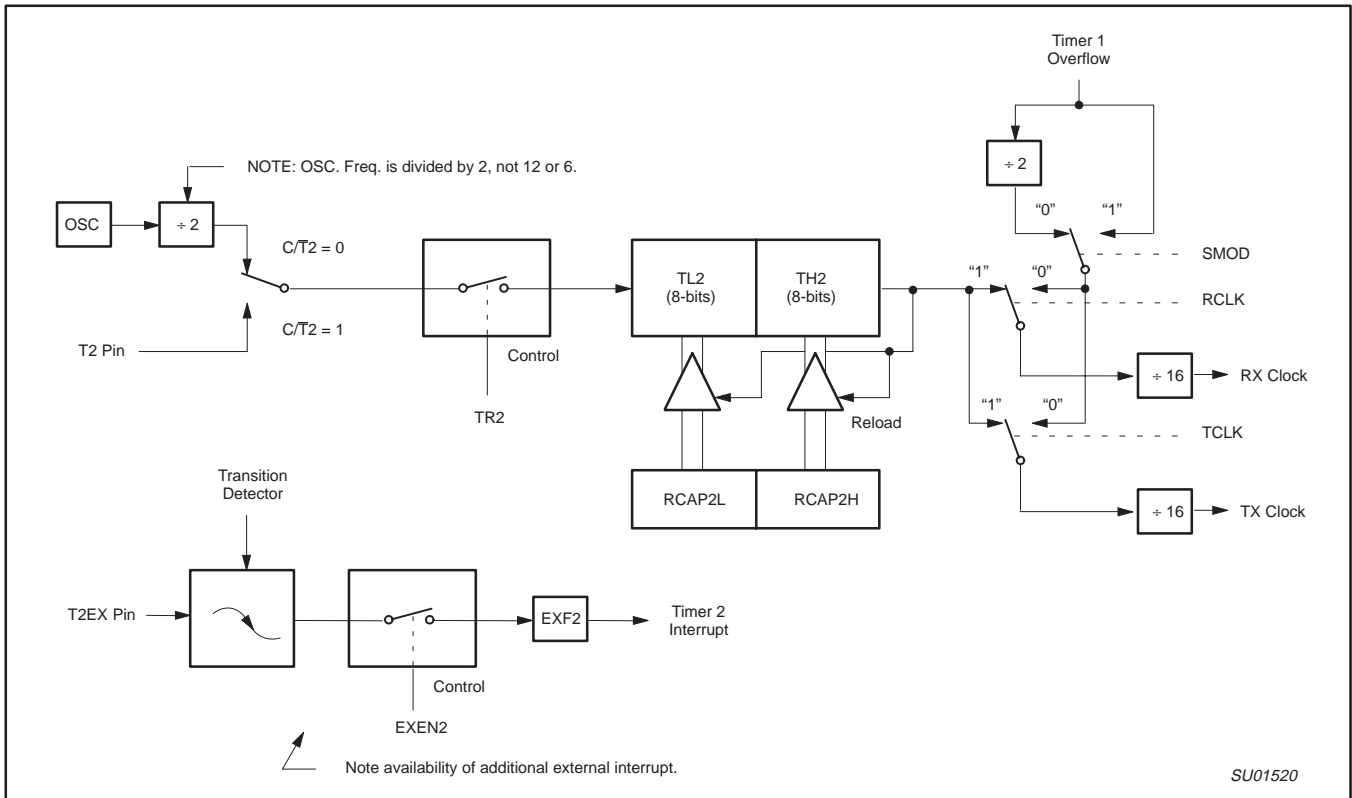 Timer 1
Overflow
÷ 2
NOTE: OSC. Freq. is divided by 2, not 12 or 6.
“0”
“1”
OSC
÷ 2
C/T̅2 = 0
SMOD
TL2
(8-bits)
TH2
(8-bits)
“1”
“0”
RCLK
C/T̅2 = 1
T2 Pin
Control
÷ 16
RX Clock
TR2
Reload
“1”
“0”
TCLK
Transition
Detector
RCAP2L
RCAP2H
÷ 16
TX Clock
T2EX Pin
EXF2
Timer 2
Interrupt
Control
EXEN2
Note availability of additional external interrupt.
SU01520